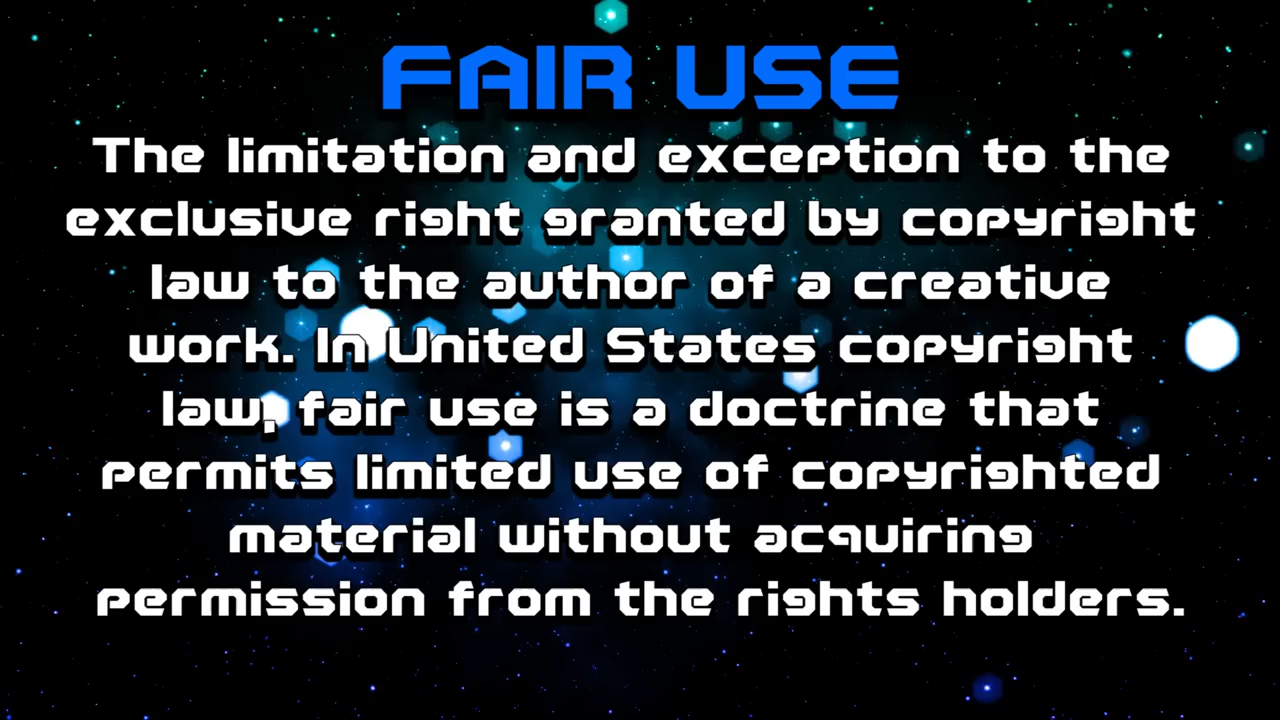 FAIR USE
The limitation and exception to the
exclusive right granted by copyright
law to the author of a creative
work. In United States copyright
law, fair use is a doctrine that
permits limited use of copyrighted
material without acquiring
permission from the rights holders.